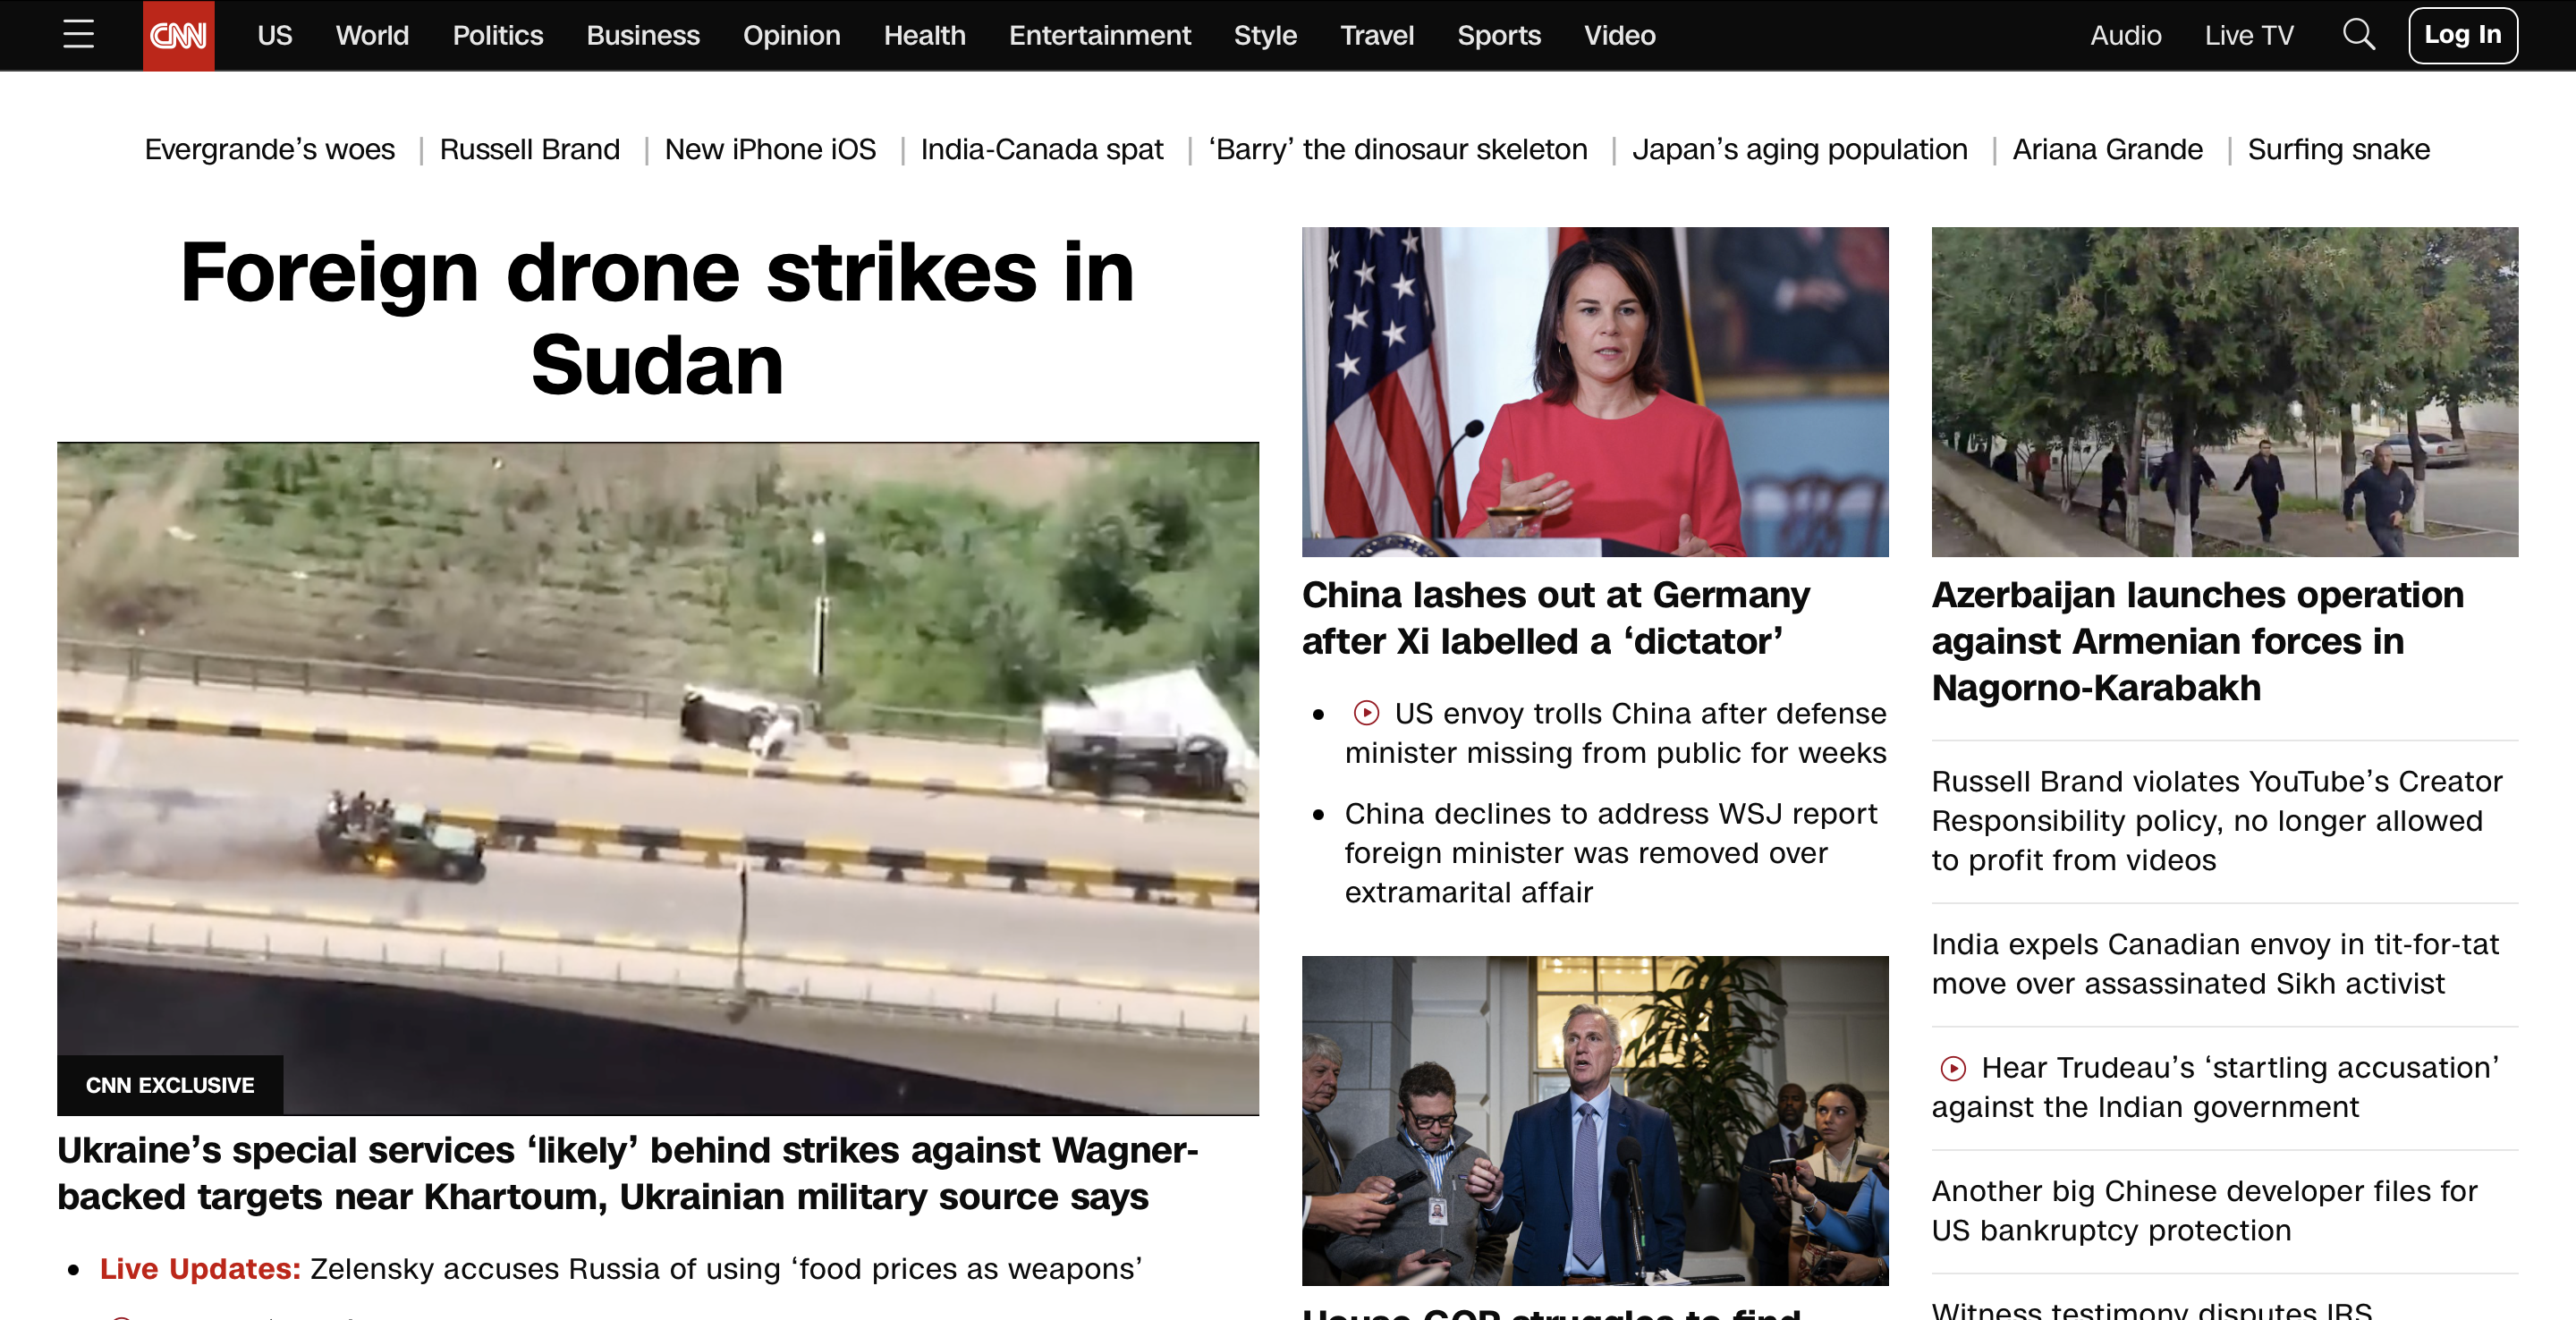 CNN
US World Politics Business Opinion Health Entertainment Style Travel Sports Video
Audio Live TV Log In
Evergrande’s woes | Russell Brand | New iPhone iOS | India-Canada spat | ‘Barry’ the dinosaur skeleton | Japan’s aging population | Ariana Grande | Surfing snake
Foreign drone strikes in
Sudan
CNN EXCLUSIVE
Ukraine’s special services ‘likely’ behind strikes against Wagner-
backed targets near Khartoum, Ukrainian military source says
• Live Updates: Zelensky accuses Russia of using ‘food prices as weapons’
China lashes out at Germany
after Xi labelled a ‘dictator’
• US envoy trolls China after defense
minister missing from public for weeks
• China declines to address WSJ report
foreign minister was removed over
extramarital affair
House GOP struggles to find
Azerbaijan launches operation
against Armenian forces in
Nagorno-Karabakh
Russell Brand violates YouTube’s Creator
Responsibility policy, no longer allowed
to profit from videos
India expels Canadian envoy in tit-for-tat
move over assassinated Sikh activist
Hear Trudeau’s ‘startling accusation’
against the Indian government
Another big Chinese developer files for
US bankruptcy protection
Witness testimony disputes IRS